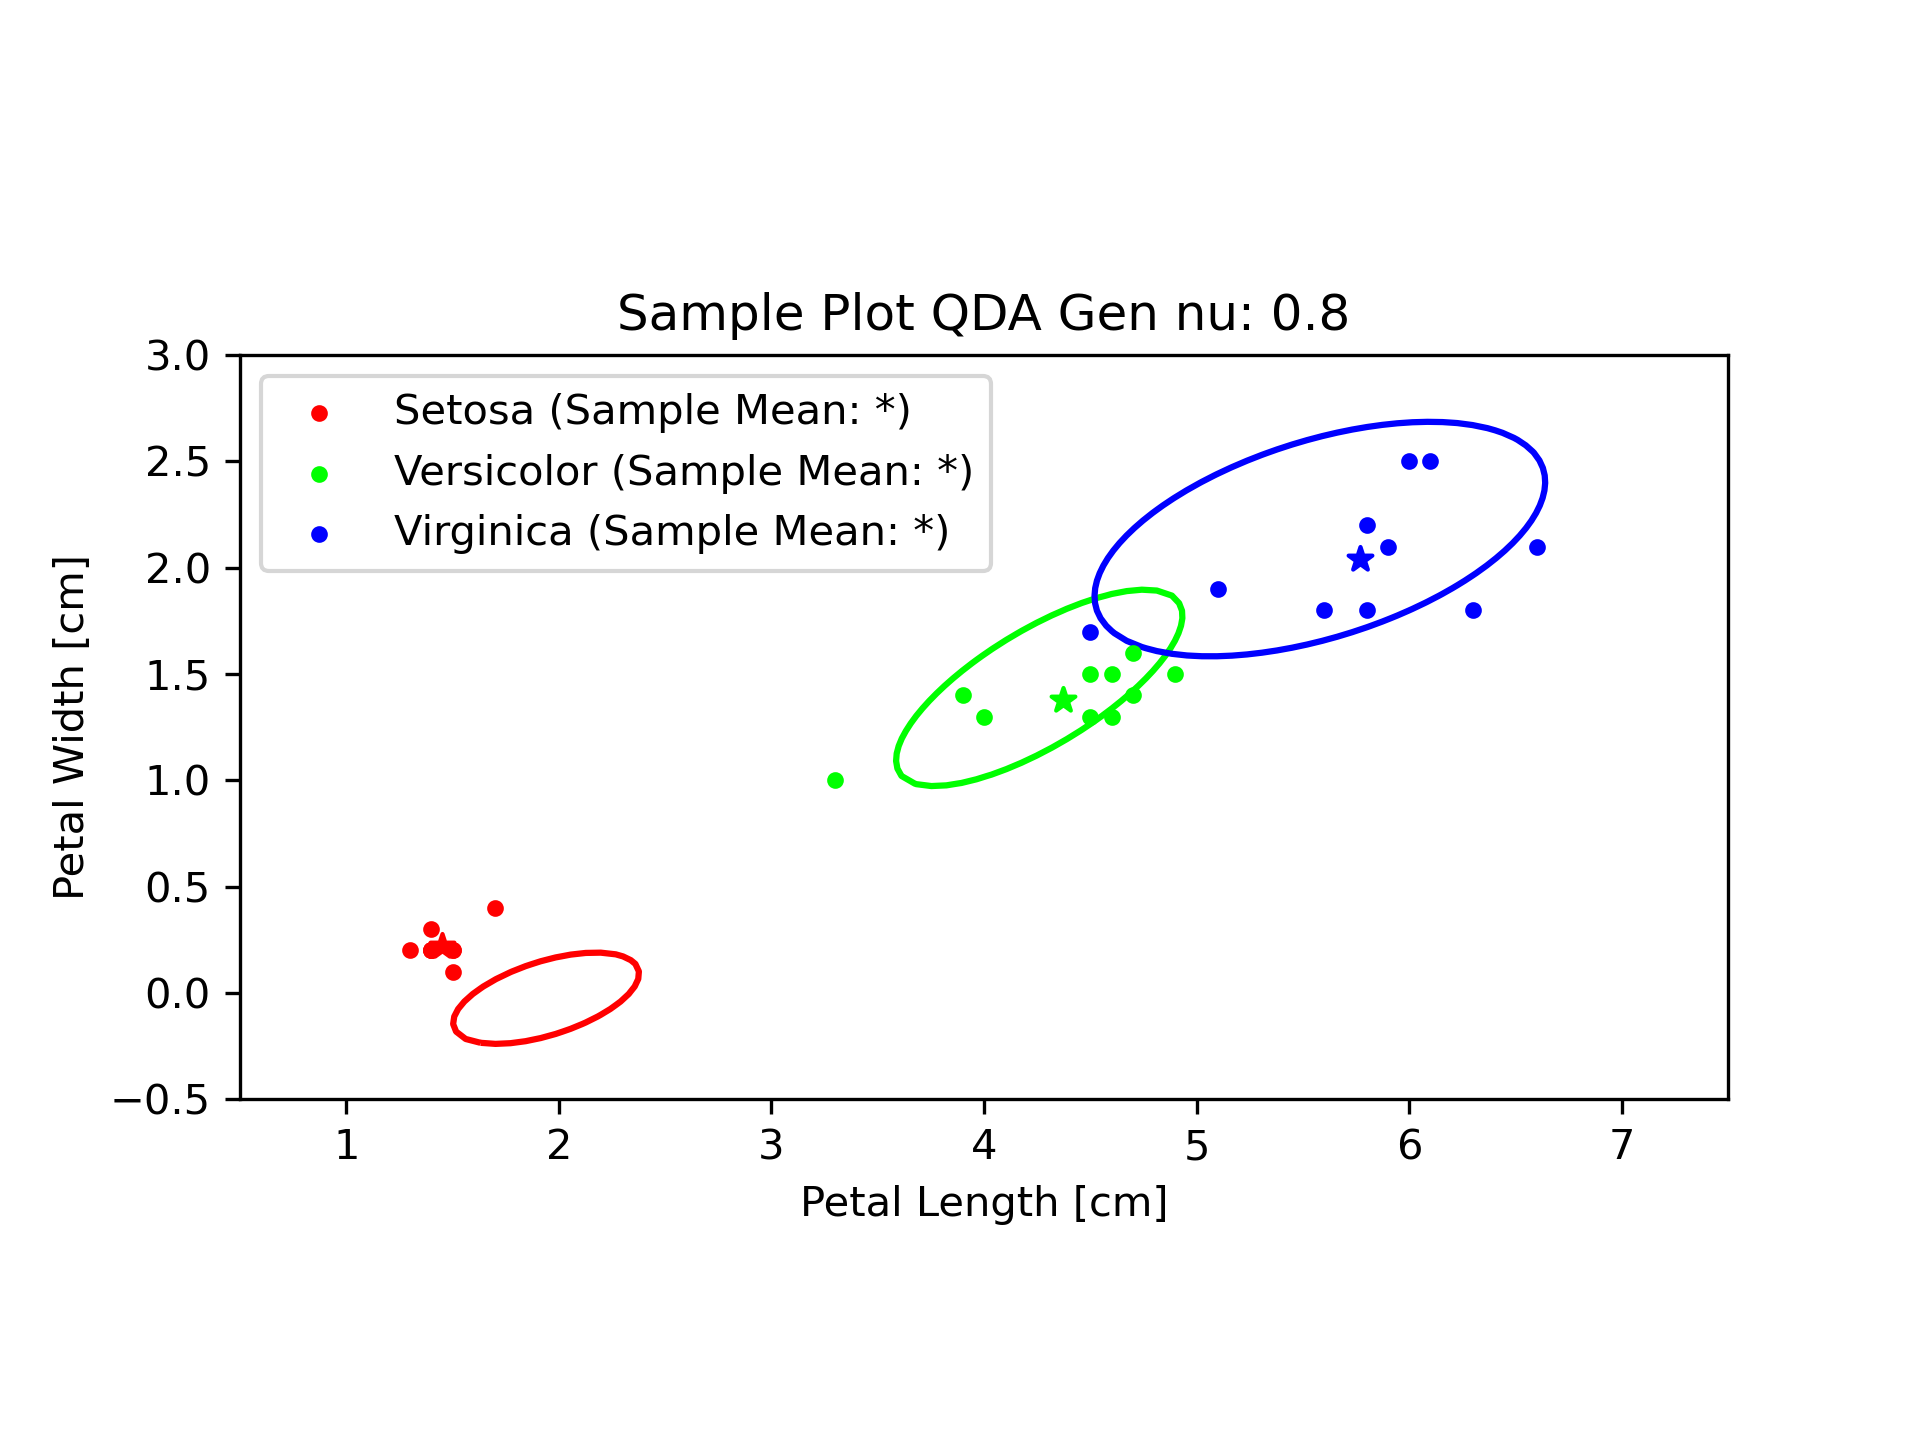 Sample Plot QDA Gen nu: 0.8
3.0
2.5
2.0
1.5
1.0
0.5
0.0
−0.5
Petal Width [cm]
Setosa (Sample Mean: *)
Versicolor (Sample Mean: *)
Virginica (Sample Mean: *)
1 2 3 4 5 6 7
Petal Length [cm]